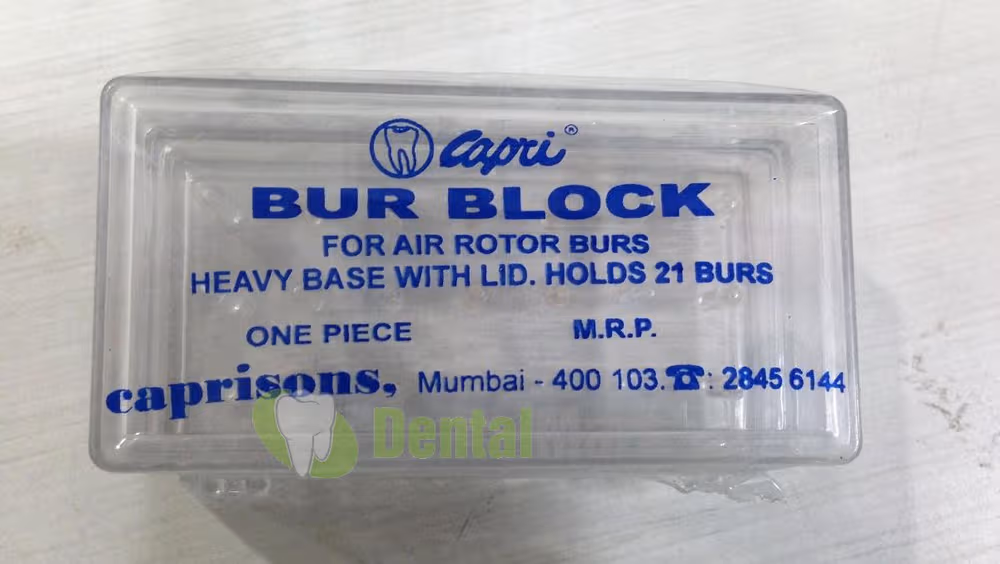 Capri®
BUR BLOCK
FOR AIR ROTOR BURS
HEAVY BASE WITH LID. HOLDS 21 BURS
ONE PIECE M.R.P.
caprisons, Mumbai - 400 103. ☎: 2845 6144
Dental